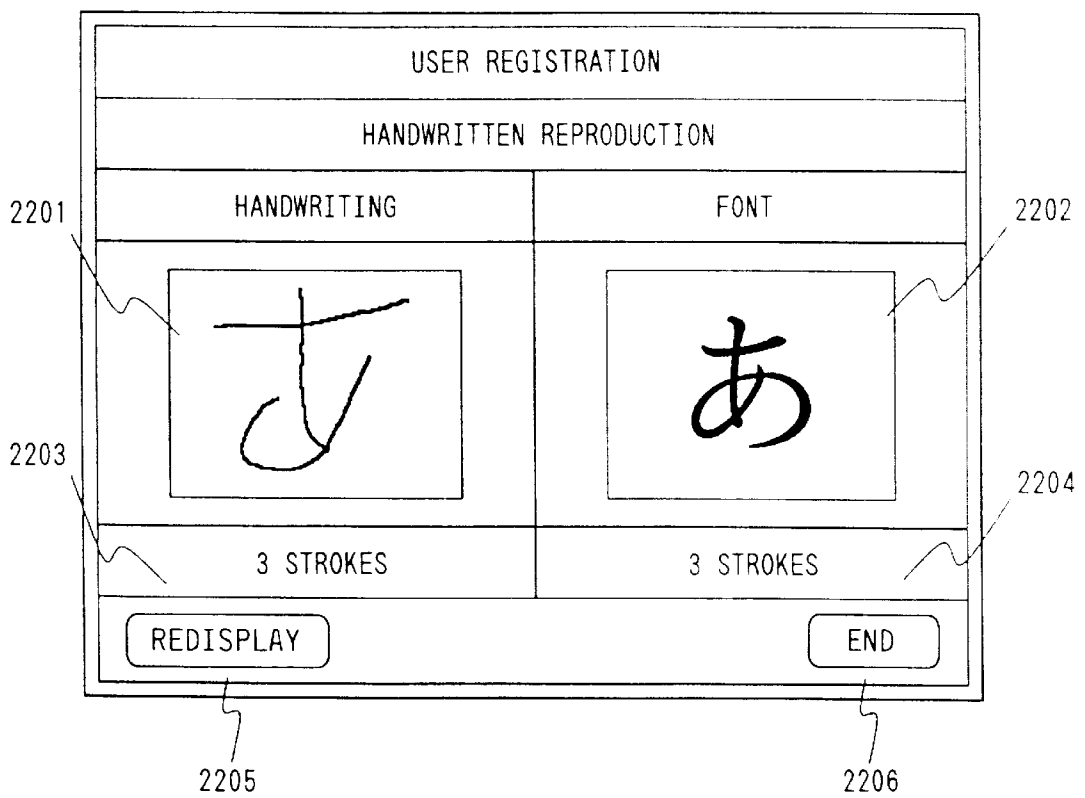 USER REGISTRATION
HANDWRITTEN REPRODUCTION
HANDWRITING FONT
2201 2202
あ
2203 2204
3 STROKES 3 STROKES
REDISPLAY END
2205 2206